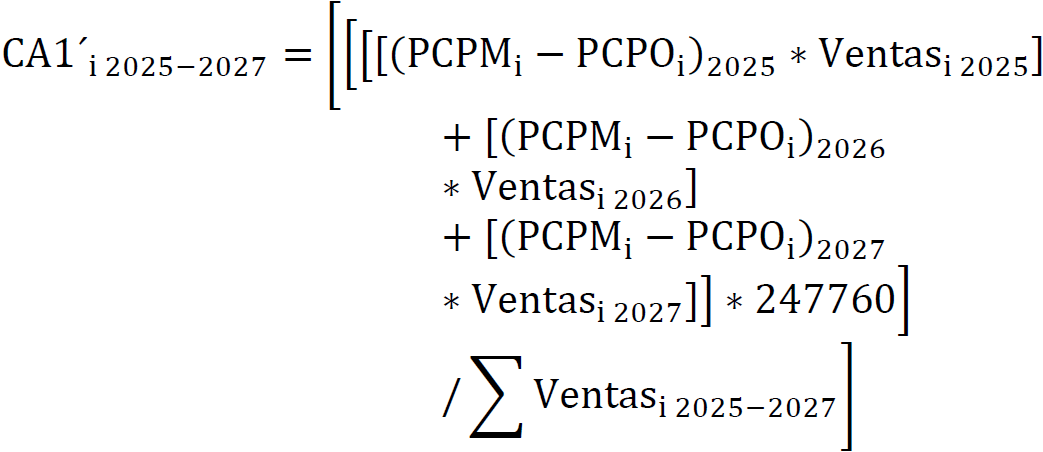 CA1´i 2025−2027 = [[[[(PCPMi − PCPOi)2025 ∗ Ventasi 2025]
+ [(PCPMi − PCPOi)2026
∗ Ventasi 2026]
+ [(PCPMi − PCPOi)2027
∗ Ventasi 2027]] ∗ 247760]
/ ∑ Ventasi 2025−2027]